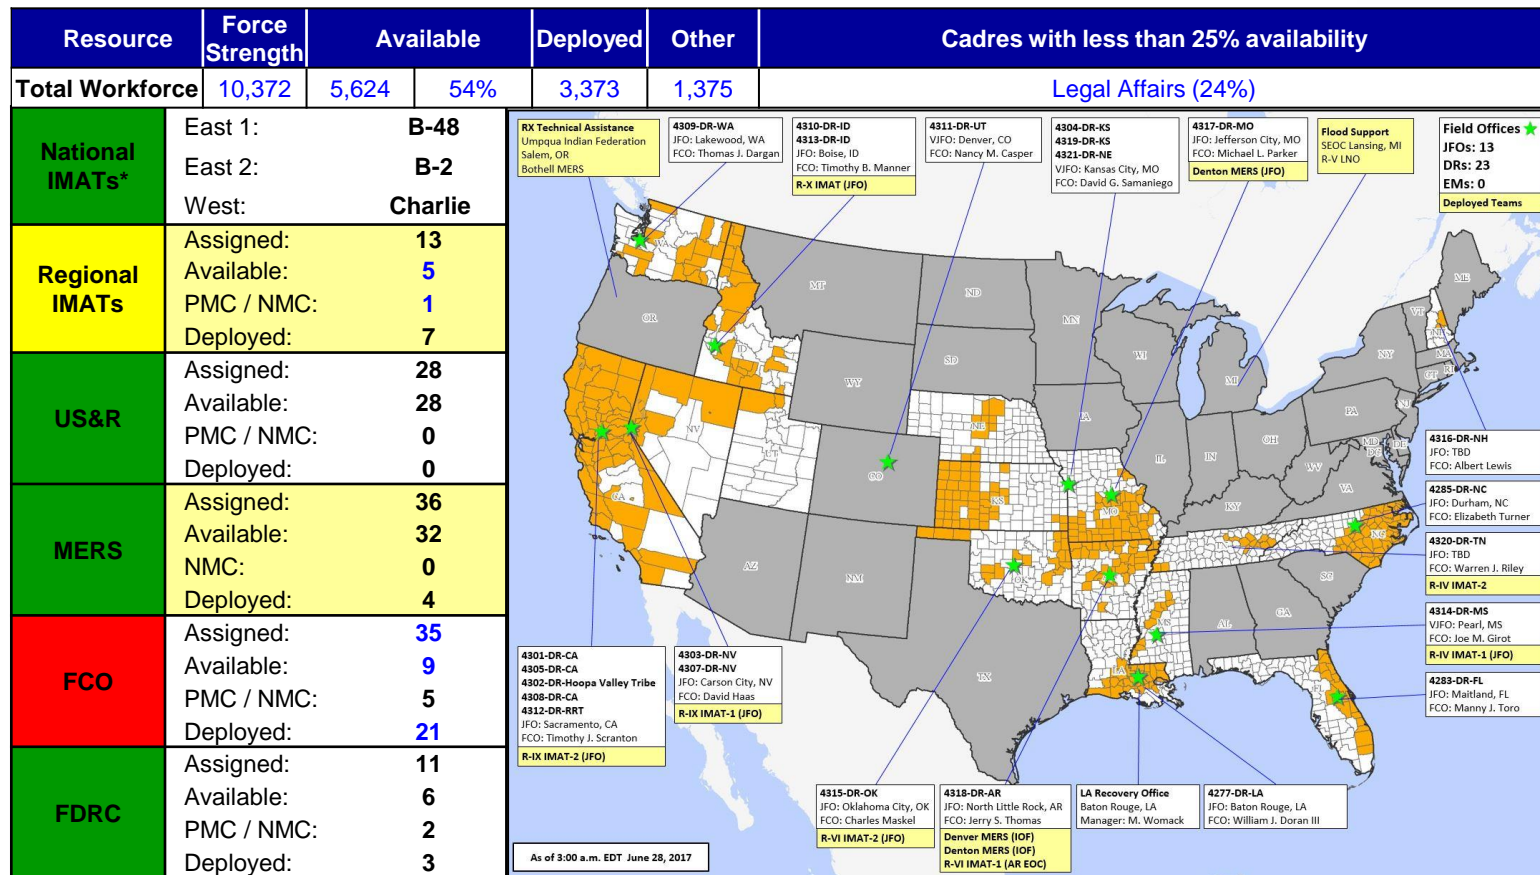 Resource Force Strength Available Deployed Other Cadres with less than 25% availability
Total Workforce 10,372 5,624 54% 3,373 1,375 Legal Affairs (24%)
National IMATs*
East 1: B-48
East 2: B-2
West: Charlie
Regional IMATs
Assigned: 13
Available: 5
PMC / NMC: 1
Deployed: 7
US&R
Assigned: 28
Available: 28
PMC / NMC: 0
Deployed: 0
MERS
Assigned: 36
Available: 32
NMC: 0
Deployed: 4
FCO
Assigned: 35
Available: 9
PMC / NMC: 5
Deployed: 21
FDRC
Assigned: 11
Available: 6
PMC / NMC: 2
Deployed: 3
RX Technical Assistance
Umpqua Indian Federation
Salem, OR
Bothell MERS
4309-DR-WA
JFO: Lakewood, WA
FCO: Thomas J. Dargan
4310-DR-ID
4313-DR-ID
JFO: Boise, ID
FCO: Timothy B. Manner
R-X IMAT (JFO)
4311-DR-UT
VJFO: Denver, CO
FCO: Nancy M. Casper
4304-DR-KS
4319-DR-KS
4321-DR-NE
VJFO: Kansas City, MO
FCO: David G. Samaniego
4317-DR-MO
JFO: Jefferson City, MO
FCO: Michael L. Parker
Denton MERS (JFO)
Flood Support
SEOC Lansing, MI
R-V LNO
Field Offices
JFOs: 13
DRs: 23
EMs: 0
Deployed Teams
WA
MT
ND
MN
ME
VT
NH
OR
ID
SD
WI
MI
NY
MA
CT
RI
WY
IA
PA
NJ
NE
NV
UT
CO
IL
IN
OH
MD
DE
DC
WV
VA
CA
KS
MO
KY
NC
AZ
NM
OK
SC
MS
AL
GA
TX
LA
FL
4316-DR-NH
JFO: TBD
FCO: Albert Lewis
4285-DR-NC
JFO: Durham, NC
FCO: Elizabeth Turner
4320-DR-TN
JFO: TBD
FCO: Warren J. Riley
R-IV IMAT-2
4314-DR-MS
VJFO: Pearl, MS
FCO: Joe M. Girot
R-IV IMAT-1 (JFO)
4283-DR-FL
JFO: Maitland, FL
FCO: Manny J. Toro
4301-DR-CA
4305-DR-CA
4302-DR-Hoopa Valley Tribe
4308-DR-CA
4312-DR-RRT
JFO: Sacramento, CA
FCO: Timothy J. Scranton
R-IX IMAT-2 (JFO)
4303-DR-NV
4307-DR-NV
JFO: Carson City, NV
FCO: David Haas
R-IX IMAT-1 (JFO)
4315-DR-OK
JFO: Oklahoma City, OK
FCO: Charles Maskel
R-VI IMAT-2 (JFO)
4318-DR-AR
JFO: North Little Rock, AR
FCO: Jerry S. Thomas
Denver MERS (IOF)
Denton MERS (IOF)
R-VI IMAT-1 (AR EOC)
LA Recovery Office
Baton Rouge, LA
Manager: M. Womack
4277-DR-LA
JFO: Baton Rouge, LA
FCO: William J. Doran III
As of 3:00 a.m. EDT June 28, 2017